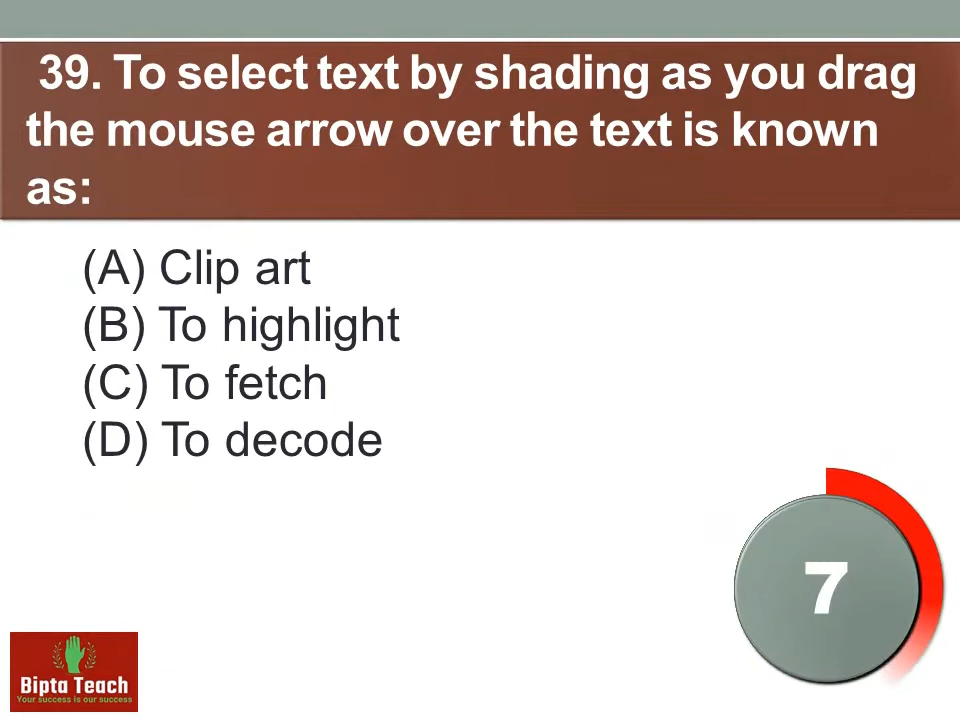 39. To select text by shading as you drag
the mouse arrow over the text is known
as:
(A) Clip art
(B) To highlight
(C) To fetch
(D) To decode
7
Bipta Teach
Your success is our success